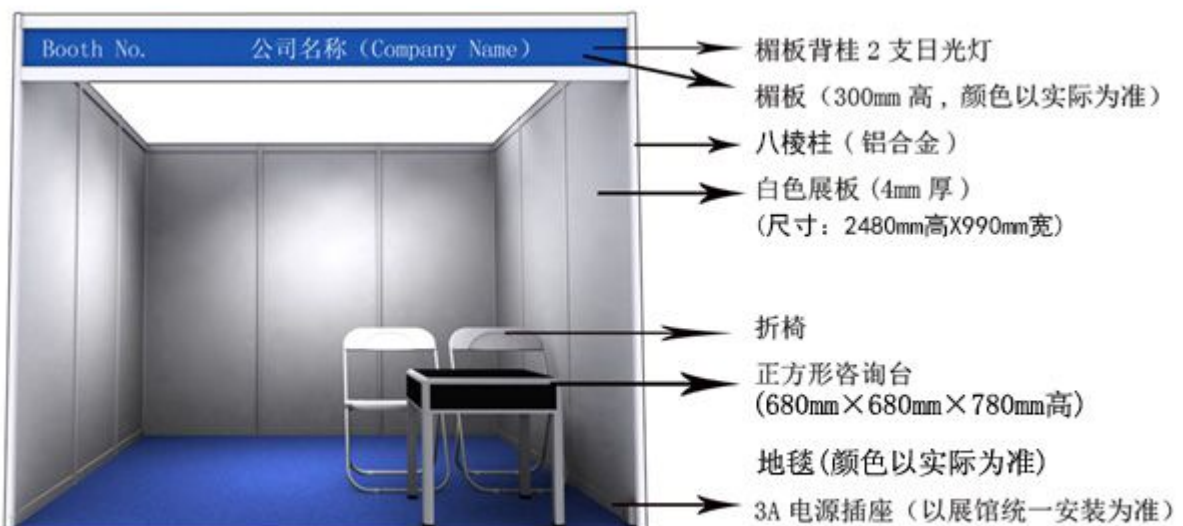 Booth No. 公司名称（Company Name）
楣板背桂 2 支日光灯
楣板（300mm 高，颜色以实际为准）
八棱柱（铝合金）
白色展板 (4mm 厚)
(尺寸：2480mm高X990mm宽)
折椅
正方形咨询台
(680mm×680mm×780mm高)
地毯(颜色以实际为准)
3A 电源插座（以展馆统一安装为准）